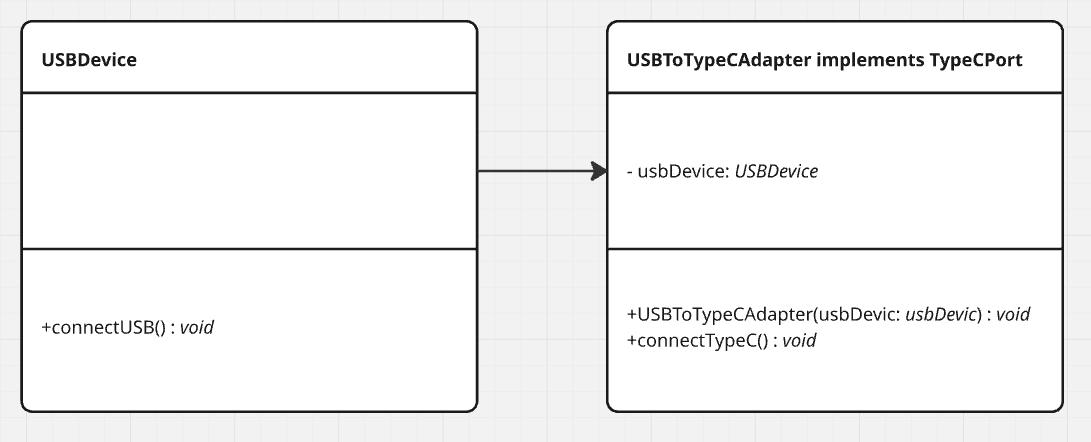 USBDevice
+connectUSB() : void
USBToTypeCAdapter implements TypeCPort
- usbDevice: USBDevice
+USBToTypeCAdapter(usbDevic: usbDevic) : void
+connectTypeC() : void